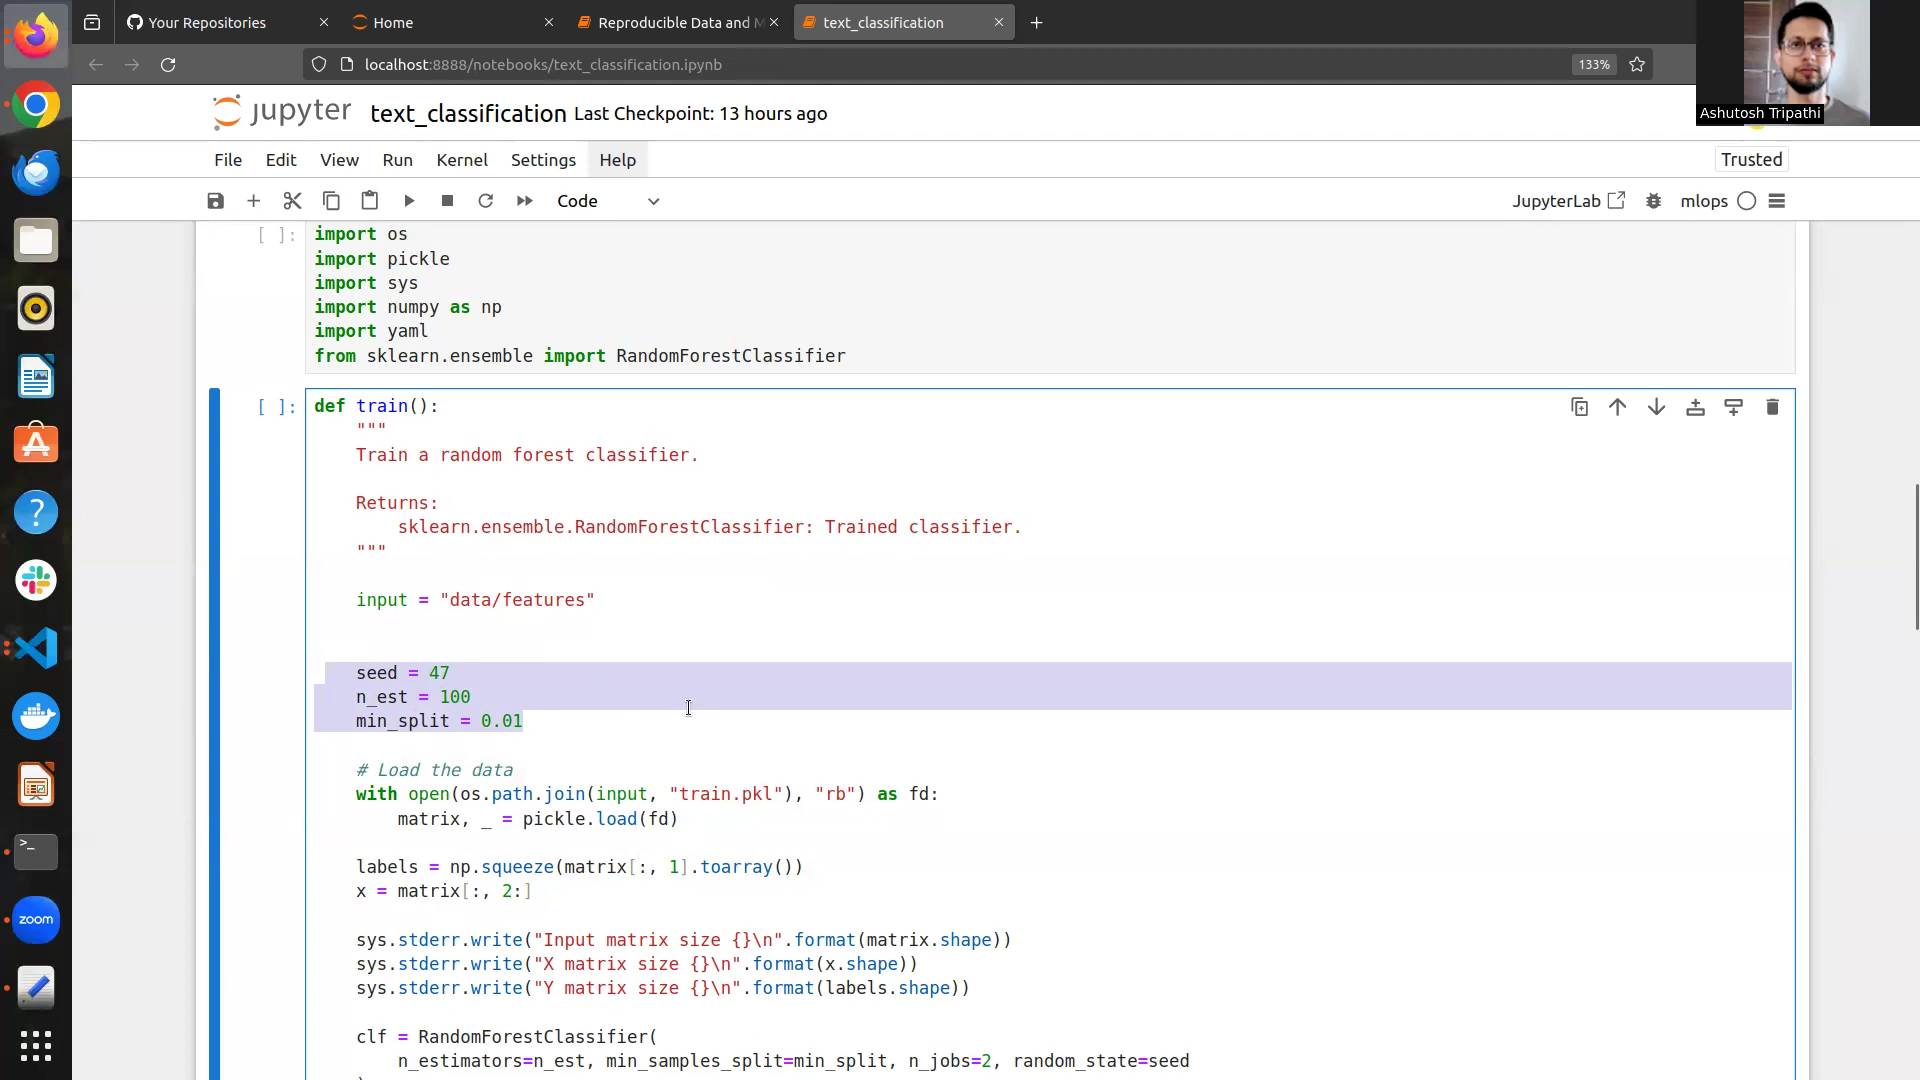 Your Repositories
Home
Reproducible Data and M
text_classification
localhost:8888/notebooks/text_classification.ipynb
133%
Ashutosh Tripathi
jupyter text_classification Last Checkpoint: 13 hours ago
File Edit View Run Kernel Settings Help
Trusted
Code
JupyterLab
mlops
[ ]:
import os
import pickle
import sys
import numpy as np
import yaml
from sklearn.ensemble import RandomForestClassifier
[ ]:
def train():
"""
Train a random forest classifier.
Returns:
sklearn.ensemble.RandomForestClassifier: Trained classifier.
"""
input = "data/features"
seed = 47
n_est = 100
min_split = 0.01
# Load the data
with open(os.path.join(input, "train.pkl"), "rb") as fd:
matrix, _ = pickle.load(fd)
labels = np.squeeze(matrix[:, 1].toarray())
x = matrix[:, 2:]
sys.stderr.write("Input matrix size {}\n".format(matrix.shape))
sys.stderr.write("X matrix size {}\n".format(x.shape))
sys.stderr.write("Y matrix size {}\n".format(labels.shape))
clf = RandomForestClassifier(
n_estimators=n_est, min_samples_split=min_split, n_jobs=2, random_state=seed
zoom